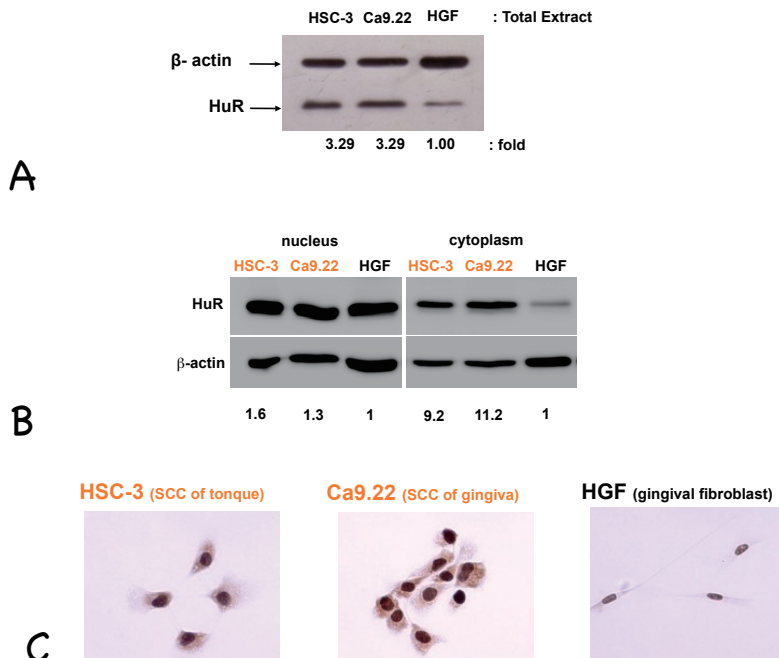 HSC-3 Ca9.22 HGF : Total Extract
β- actin
HuR
3.29 3.29 1.00 : fold
A
nucleus cytoplasm
HSC-3 Ca9.22 HGF HSC-3 Ca9.22 HGF
HuR
β-actin
1.6 1.3 1 9.2 11.2 1
B
HSC-3 (SCC of tonque) Ca9.22 (SCC of gingiva) HGF (gingival fibroblast)
C